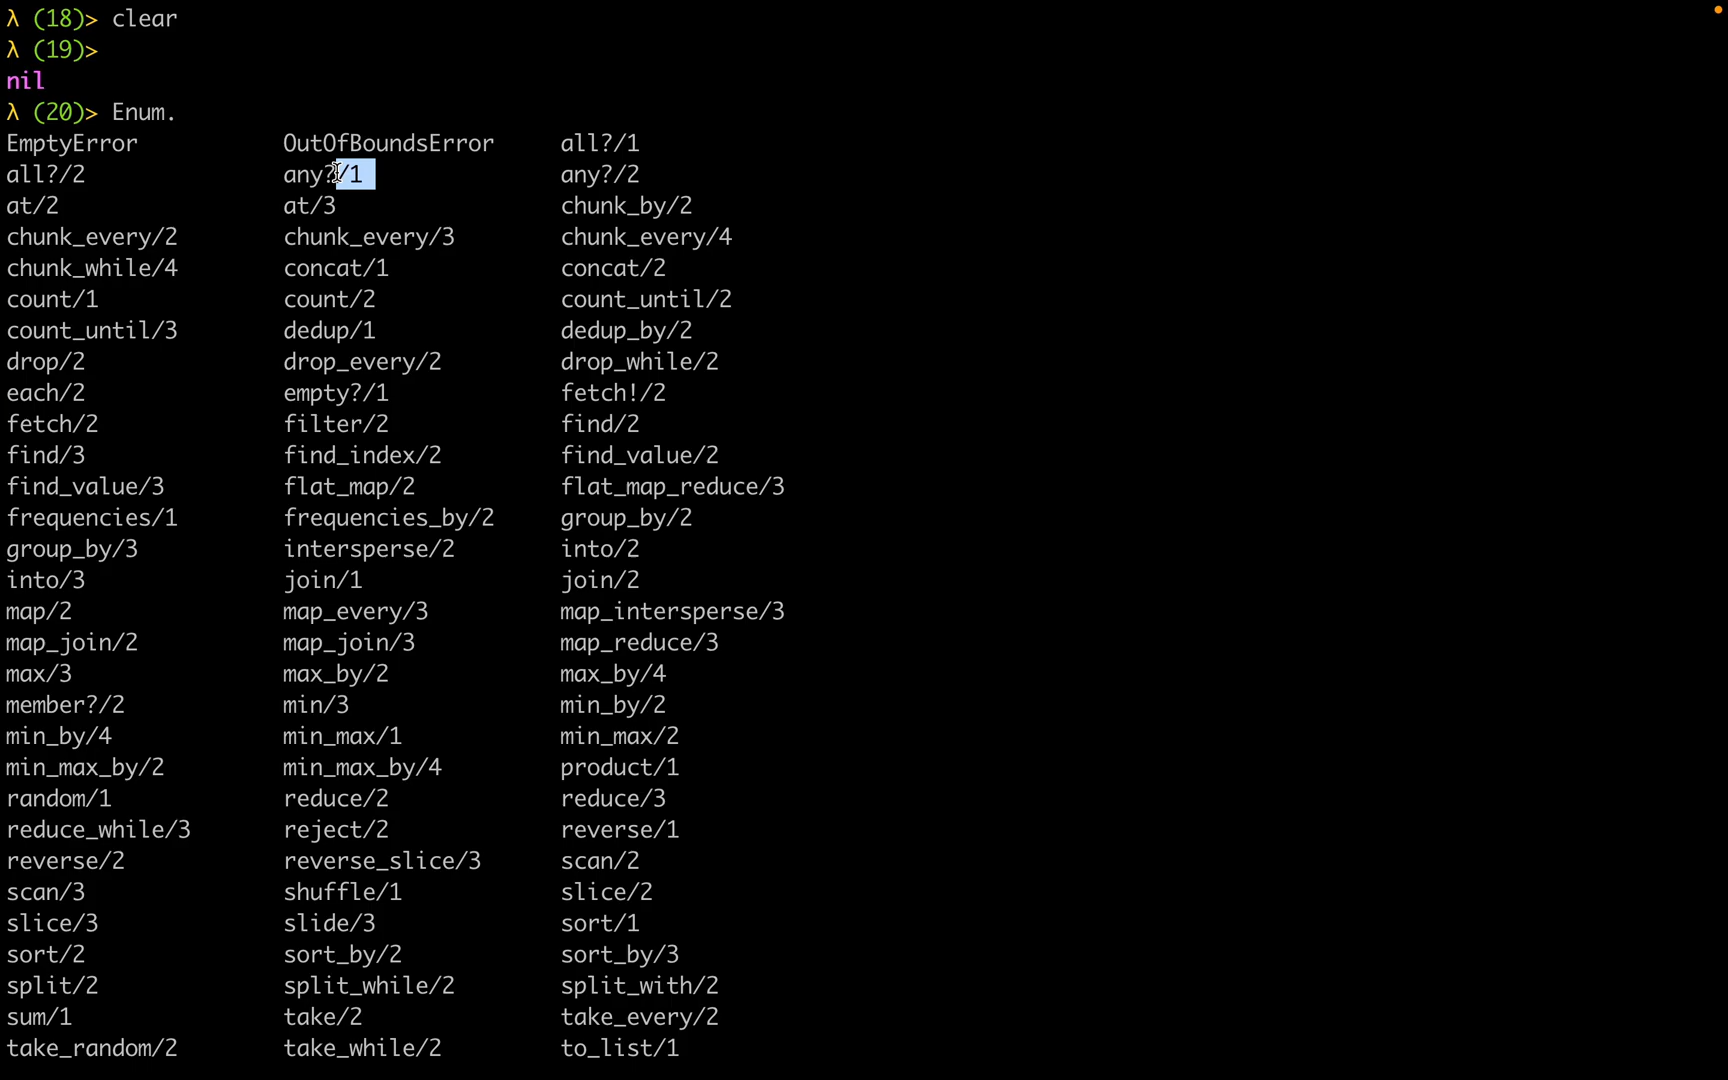 λ (18)> clear
λ (19)>
nil
λ (20)> Enum.
EmptyError OutOfBoundsError all?/1
all?/2 any?/1 any?/2
at/2 at/3 chunk_by/2
chunk_every/2 chunk_every/3 chunk_every/4
chunk_while/4 concat/1 concat/2
count/1 count/2 count_until/2
count_until/3 dedup/1 dedup_by/2
drop/2 drop_every/2 drop_while/2
each/2 empty?/1 fetch!/2
fetch/2 filter/2 find/2
find/3 find_index/2 find_value/2
find_value/3 flat_map/2 flat_map_reduce/3
frequencies/1 frequencies_by/2 group_by/2
group_by/3 intersperse/2 into/2
into/3 join/1 join/2
map/2 map_every/3 map_intersperse/3
map_join/2 map_join/3 map_reduce/3
max/3 max_by/2 max_by/4
member?/2 min/3 min_by/2
min_by/4 min_max/1 min_max/2
min_max_by/2 min_max_by/4 product/1
random/1 reduce/2 reduce/3
reduce_while/3 reject/2 reverse/1
reverse/2 reverse_slice/3 scan/2
scan/3 shuffle/1 slice/2
slice/3 slide/3 sort/1
sort/2 sort_by/2 sort_by/3
split/2 split_while/2 split_with/2
sum/1 take/2 take_every/2
take_random/2 take_while/2 to_list/1